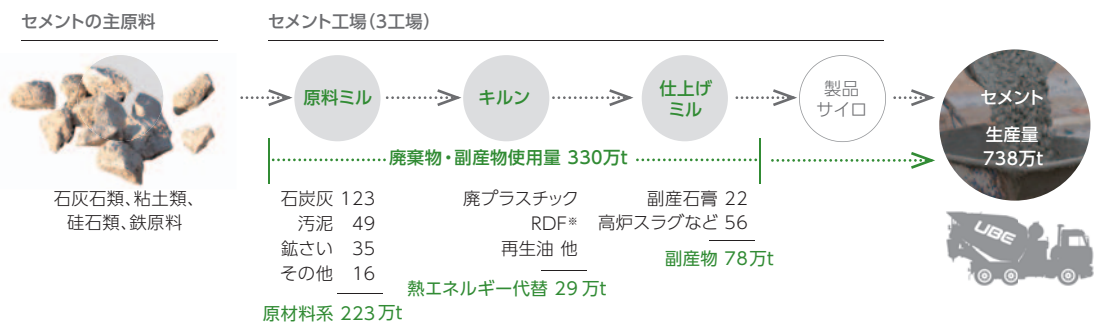 セメントの主原料
セメント工場(3工場)
原料ミル
キルン
仕上げ
ミル
製品
サイロ
セメント
生産量
738万t
廃棄物・副産物使用量 330万t
石灰石類、粘土類、
硅石類、鉄原料
石炭灰 123
汚泥 49
鉱さい 35
その他 16
原材料系 223万t
廃プラスチック
RDF※
再生油 他
熱エネルギー代替 29万t
副産石膏 22
高炉スラグなど 56
副産物 78万t
UBE